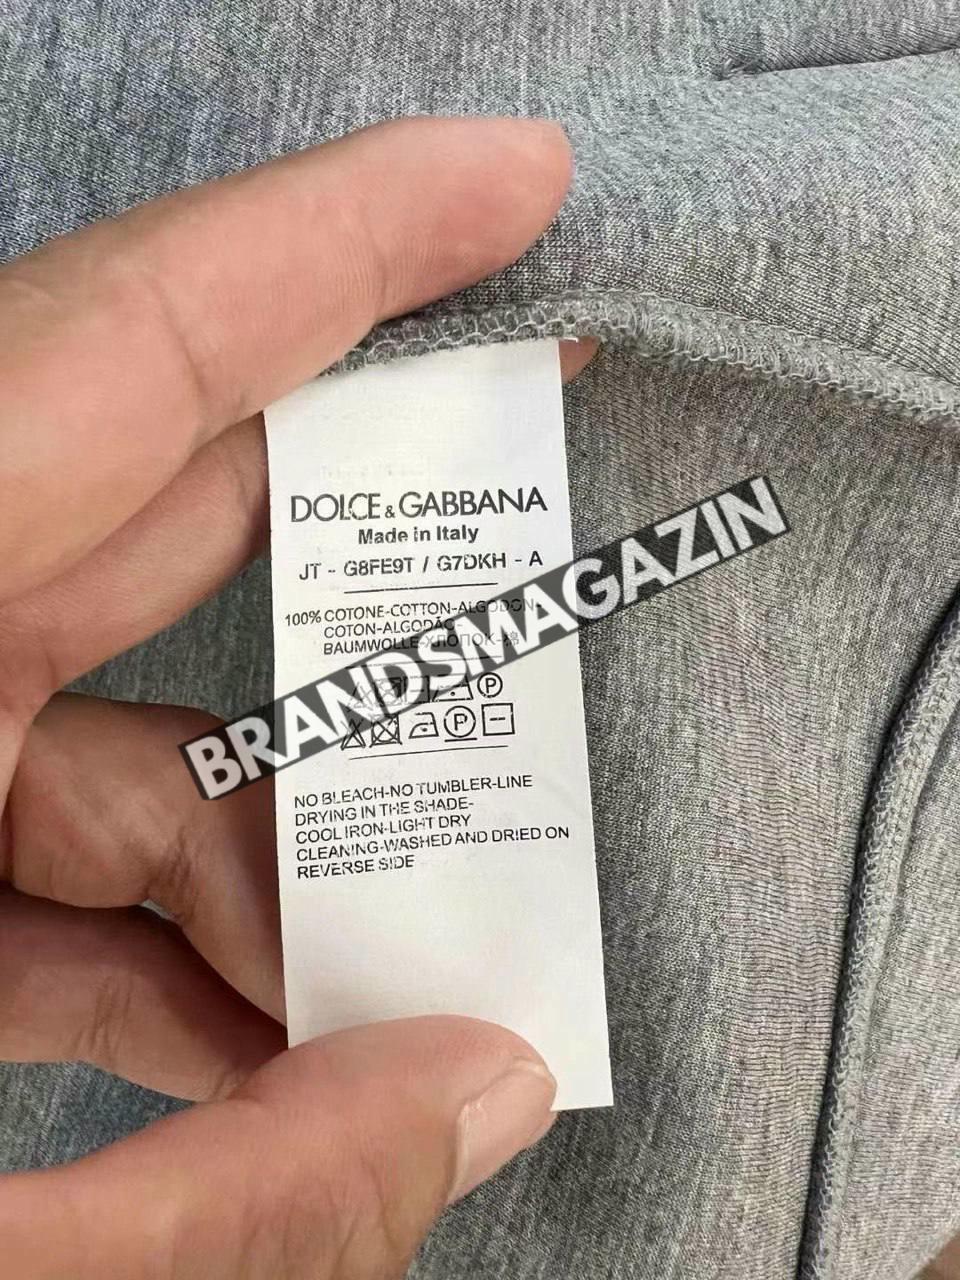 DOLCE & GABBANA
Made in Italy
JT - G8FE9T / G7DKH - A
100% COTONE-COTTON-ALGODON-
COTON-ALGODÃO-
BAUMWOLLE-ХЛОПОК-棉
BRANDSMAGAZIN
P
P
NO BLEACH-NO TUMBLER-LINE
DRYING IN THE SHADE-
COOL IRON-LIGHT DRY
CLEANING-WASHED AND DRIED ON
REVERSE SIDE